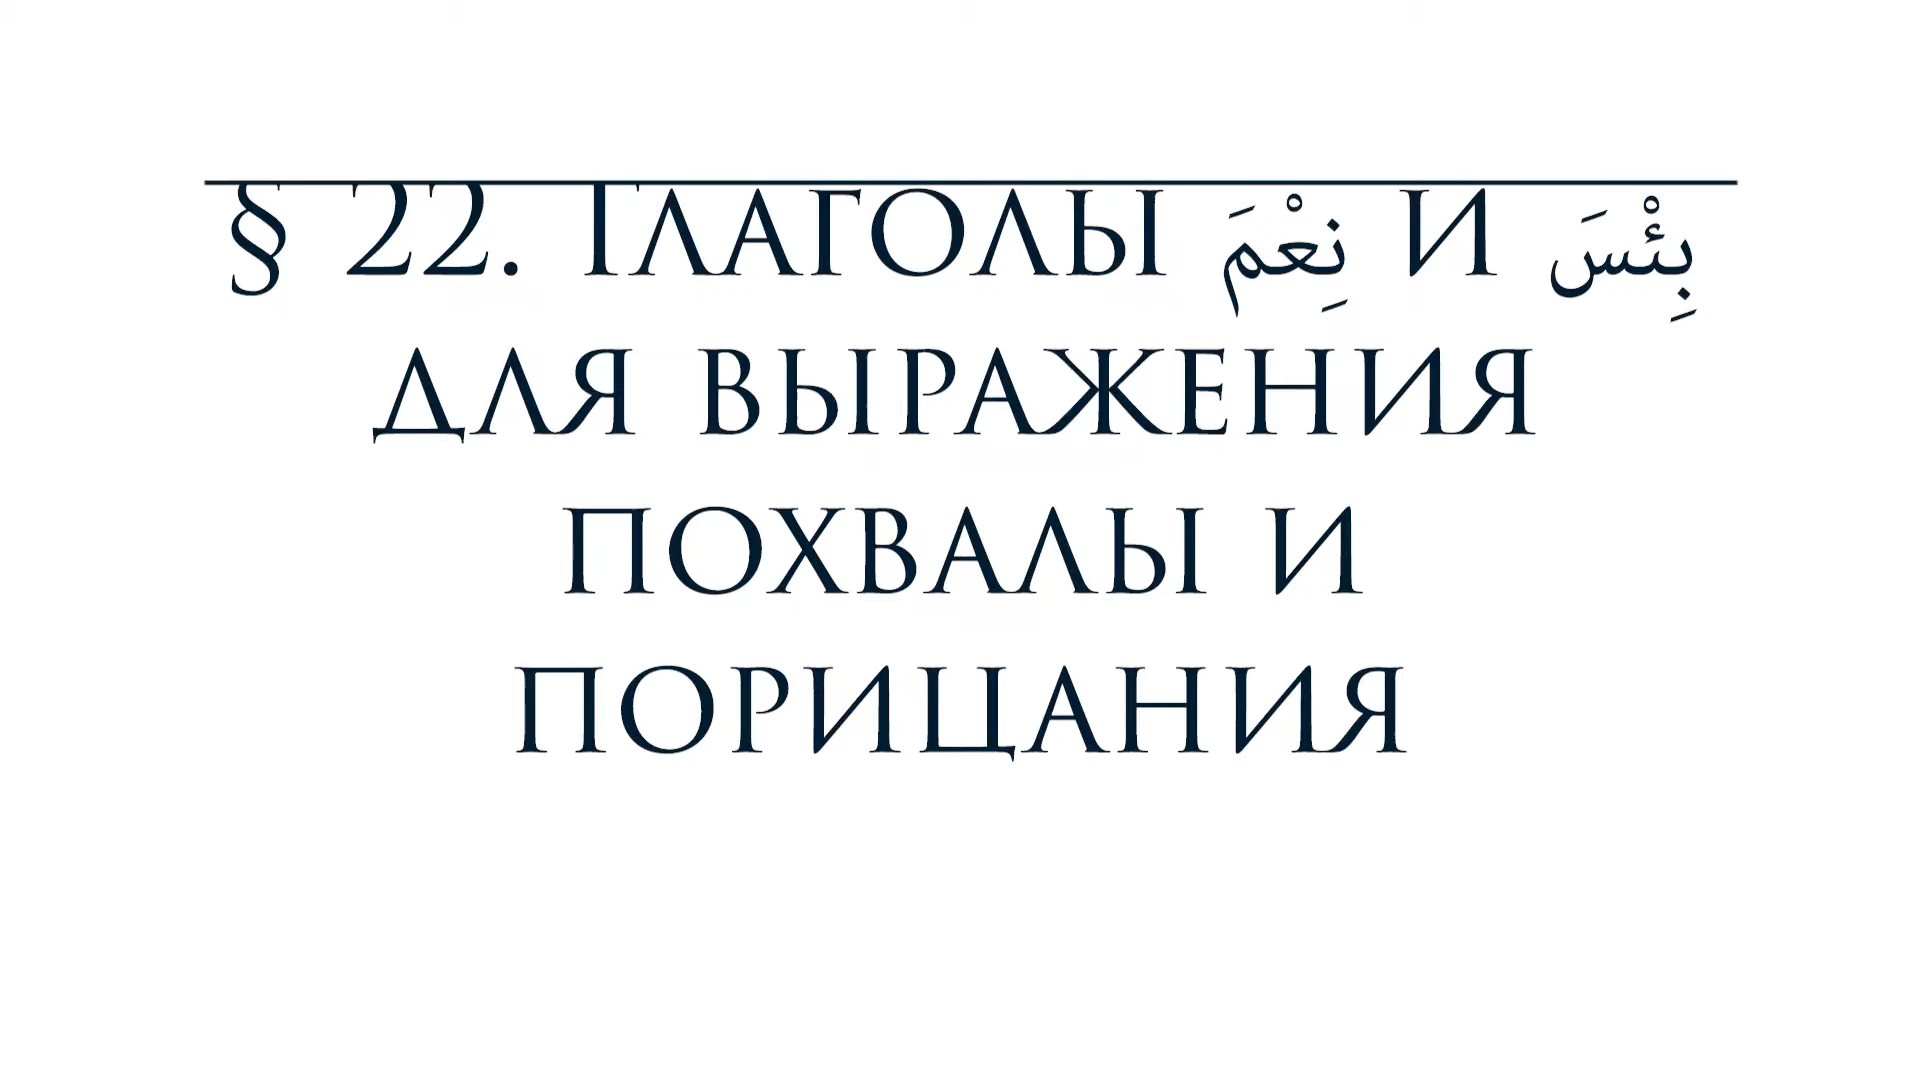 § 22. Глаголы نِعْمَ и بِئْسَ
для выражения
похвалы и
порицания